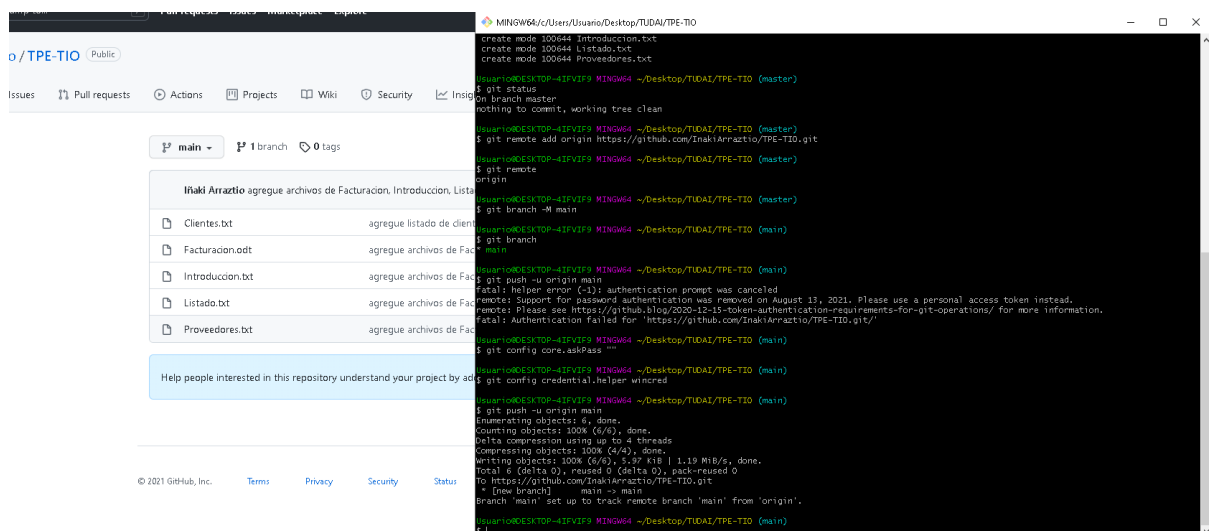 Pull requests Issues Marketplace Explore
o / TPE-TIO Public
Issues Pull requests Actions Projects Wiki Security Insig
main 1 branch 0 tags
Iñaki Arraztio agregue archivos de Facturacion, Introduccion, Lista
Clientes.txt agregue listado de client
Facturacion.odt agregue archivos de Fac
Introduccion.txt agregue archivos de Fac
Listado.txt agregue archivos de Fac
Proveedores.txt agregue archivos de Fac
Help people interested in this repository understand your project by ad
© 2021 GitHub, Inc. Terms Privacy Security Status
MINGW64:/c/Users/Usuario/Desktop/TUDAI/TPE-TIO
create mode 100644 Introduccion.txt
create mode 100644 Listado.txt
create mode 100644 Proveedores.txt
Usuario@DESKTOP-4IFVIF9 MINGW64 ~/Desktop/TUDAI/TPE-TIO (master)
$ git status
On branch master
nothing to commit, working tree clean
Usuario@DESKTOP-4IFVIF9 MINGW64 ~/Desktop/TUDAI/TPE-TIO (master)
$ git remote add origin https://github.com/InakiArraztio/TPE-TIO.git
Usuario@DESKTOP-4IFVIF9 MINGW64 ~/Desktop/TUDAI/TPE-TIO (master)
$ git remote
origin
Usuario@DESKTOP-4IFVIF9 MINGW64 ~/Desktop/TUDAI/TPE-TIO (master)
$ git branch -M main
Usuario@DESKTOP-4IFVIF9 MINGW64 ~/Desktop/TUDAI/TPE-TIO (main)
$ git branch
* main
Usuario@DESKTOP-4IFVIF9 MINGW64 ~/Desktop/TUDAI/TPE-TIO (main)
$ git push -u origin main
fatal: helper error (-1): authentication prompt was canceled
remote: Support for password authentication was removed on August 13, 2021. Please use a personal access token instead.
remote: Please see https://github.blog/2020-12-15-token-authentication-requirements-for-git-operations/ for more information.
fatal: Authentication failed for 'https://github.com/InakiArraztio/TPE-TIO.git/'
Usuario@DESKTOP-4IFVIF9 MINGW64 ~/Desktop/TUDAI/TPE-TIO (main)
$ git config core.askPass ""
Usuario@DESKTOP-4IFVIF9 MINGW64 ~/Desktop/TUDAI/TPE-TIO (main)
$ git config credential.helper wincred
Usuario@DESKTOP-4IFVIF9 MINGW64 ~/Desktop/TUDAI/TPE-TIO (main)
$ git push -u origin main
Enumerating objects: 6, done.
Counting objects: 100% (6/6), done.
Delta compression using up to 4 threads
Compressing objects: 100% (4/4), done.
Writing objects: 100% (6/6), 5.97 KiB | 1.19 MiB/s, done.
Total 6 (delta 0), reused 0 (delta 0), pack-reused 0
To https://github.com/InakiArraztio/TPE-TIO.git
* [new branch] main -> main
Branch 'main' set up to track remote branch 'main' from 'origin'.
Usuario@DESKTOP-4IFVIF9 MINGW64 ~/Desktop/TUDAI/TPE-TIO (main)
$